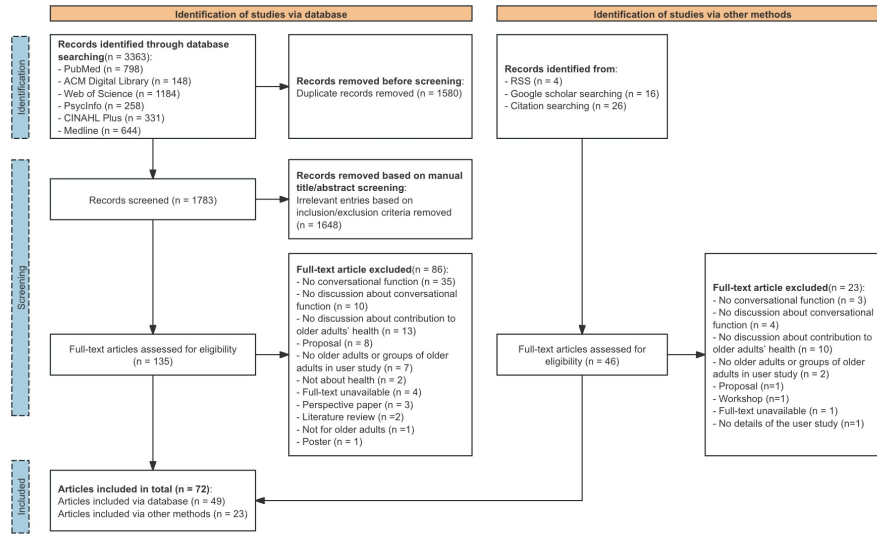 Identification of studies via database
Identification of studies via other methods
Identification
Records identified through database
searching(n = 3363):
- PubMed (n = 798)
- ACM Digital Library (n = 148)
- Web of Science (n = 1184)
- PsycInfo (n = 258)
- CINAHL Plus (n = 331)
- Medline (n = 644)
Records removed before screening:
Duplicate records removed (n = 1580)
Records identified from:
- RSS (n = 4)
- Google scholar searching (n = 16)
- Citation searching (n = 26)
Screening
Records screened (n = 1783)
Records removed based on manual
title/abstract screening:
Irrelevant entries based on
inclusion/exclusion criteria removed
(n = 1648)
Full-text articles assessed for eligibility
(n = 135)
Full-text article excluded(n = 86):
- No conversational function (n = 35)
- No discussion about conversational
function (n = 10)
- No discussion about contribution to
older adults' health (n = 13)
- Proposal (n = 8)
- No older adults or groups of older
adults in user study (n = 7)
- Not about health (n = 2)
- Full-text unavailable (n = 4)
- Perspective paper (n = 3)
- Literature review (n =2)
- Not for older adults (n =1)
- Poster (n = 1)
Full-text articles assessed for
eligibility (n = 46)
Full-text article excluded(n = 23):
- No conversational function (n = 3)
- No discussion about conversational
function (n = 4)
- No discussion about contribution to
older adults' health (n = 10)
- No older adults or groups of older
adults in user study (n = 2)
- Proposal (n=1)
- Workshop (n=1)
- Full-text unavailable (n = 1)
- No details of the user study (n=1)
Included
Articles included in total (n = 72):
Articles included via database (n = 49)
Articles included via other methods (n = 23)